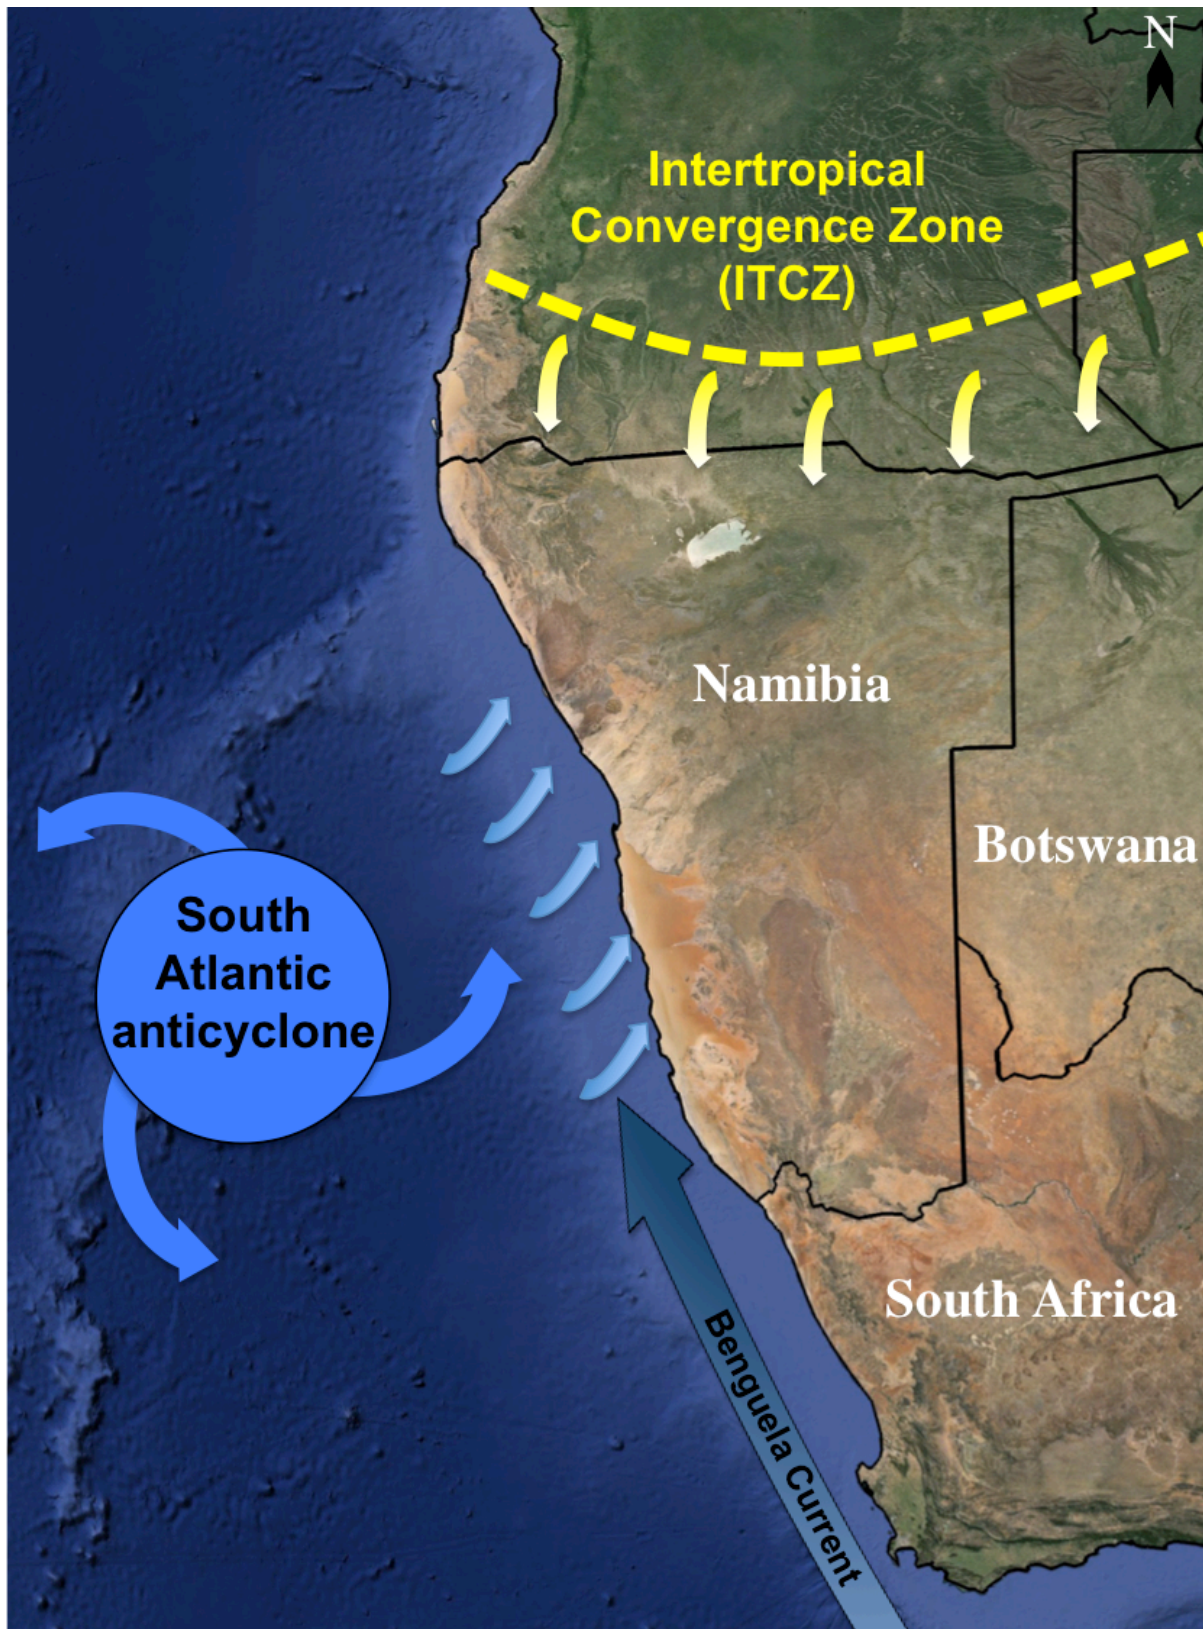 N
Intertropical
Convergence Zone
(ITCZ)
Namibia
Botswana
South
Atlantic
anticyclone
South Africa
Benguela Current